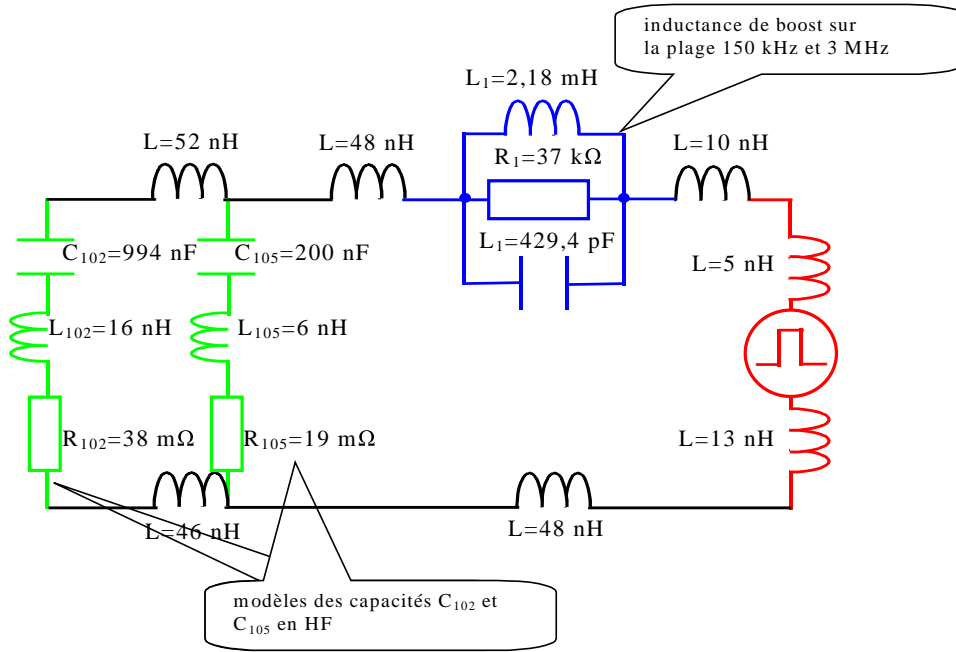 inductance de boost sur
la plage 150 kHz et 3 MHz
L₁=2,18 mH
L=52 nH
L=48 nH
R₁=37 kΩ
L=10 nH
C₁₀₂=994 nF
C₁₀₅=200 nF
L₁=429,4 pF
L=5 nH
L₁₀₂=16 nH
L₁₀₅=6 nH
R₁₀₂=38 mΩ
R₁₀₅=19 mΩ
L=13 nH
L=46 nH
L=48 nH
modèles des capacités C₁₀₂ et
C₁₀₅ en HF